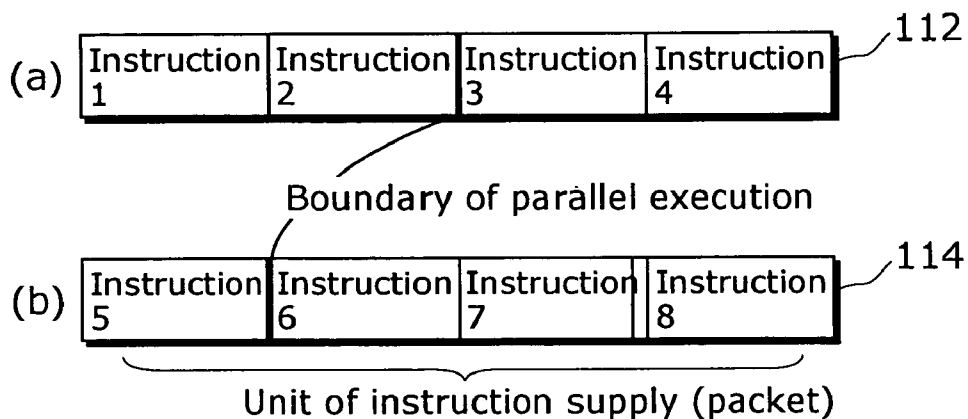 112
(a) Instruction 1 Instruction 2 Instruction 3 Instruction 4
Boundary of parallel execution
114
(b) Instruction 5 Instruction 6 Instruction 7 Instruction 8
Unit of instruction supply (packet)